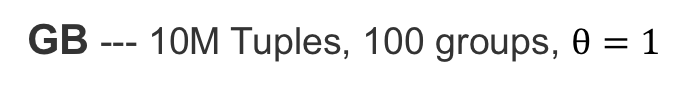 GB --- 10M Tuples, 100 groups, θ = 1